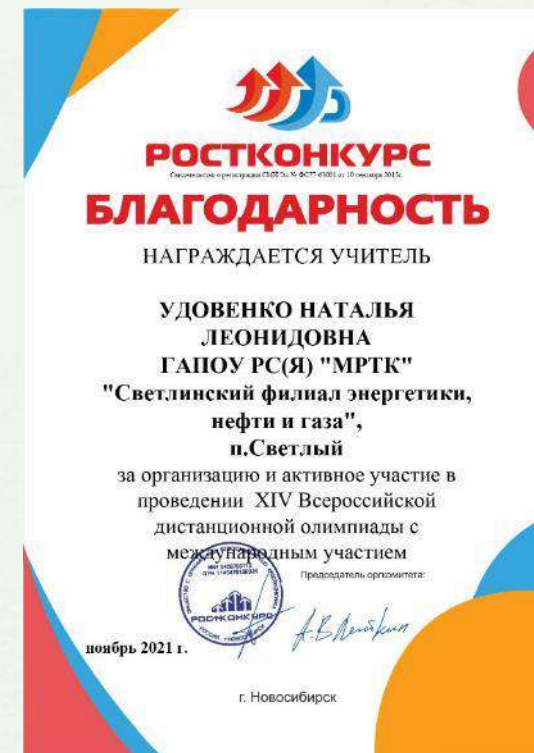 РОСТКОНКУРС
БЛАГОДАРНОСТЬ
НАГРАЖДАЕТСЯ УЧИТЕЛЬ
УДОВЕНКО НАТАЛЬЯ
ЛЕОНИДОВНА
ГАПОУ РС(Я) "МРТК"
"Светлинский филиал энергетики,
нефти и газа",
п.Светлый
за организацию и активное участие в
проведении XIV Всероссийской
дистанционной олимпиады с
международным участием
Председатель оргкомитета:
РОСТКОНКУРС
ноябрь 2021 г.
г. Новосибирск